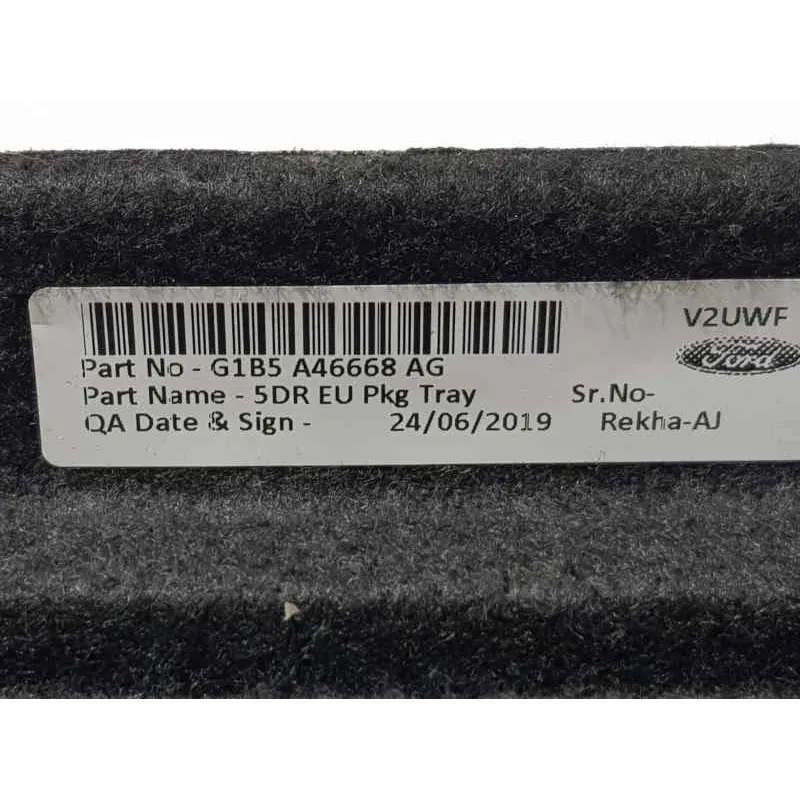 V2UWF
Ford
Part No - G1B5 A46668 AG
Part Name - 5DR EU Pkg Tray Sr.No-
QA Date & Sign - 24/06/2019 Rekha-AJ